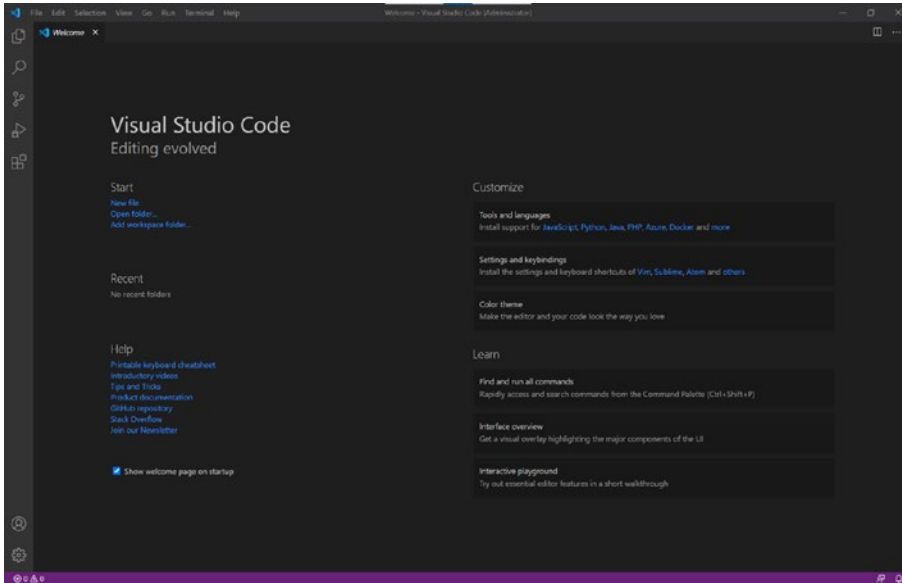 File Edit Selection View Go Run Terminal Help
Welcome - Visual Studio Code [Administrator]
Welcome
Visual Studio Code
Editing evolved
Start
New file
Open folder...
Add workspace folder...
Recent
No recent folders
Help
Printable keyboard cheatsheet
Introductory videos
Tips and Tricks
Product documentation
GitHub repository
Stack Overflow
Join our Newsletter
Show welcome page on startup
Customize
Tools and languages
Install support for JavaScript, Python, Java, PHP, Azure, Docker and more
Settings and keybindings
Install the settings and keyboard shortcuts of Vim, Sublime, Atom and others
Color theme
Make the editor and your code look the way you love
Learn
Find and run all commands
Rapidly access and search commands from the Command Palette (Ctrl+Shift+P)
Interface overview
Get a visual overlay highlighting the major components of the UI
Interactive playground
Try out essential editor features in a short walkthrough
0 0